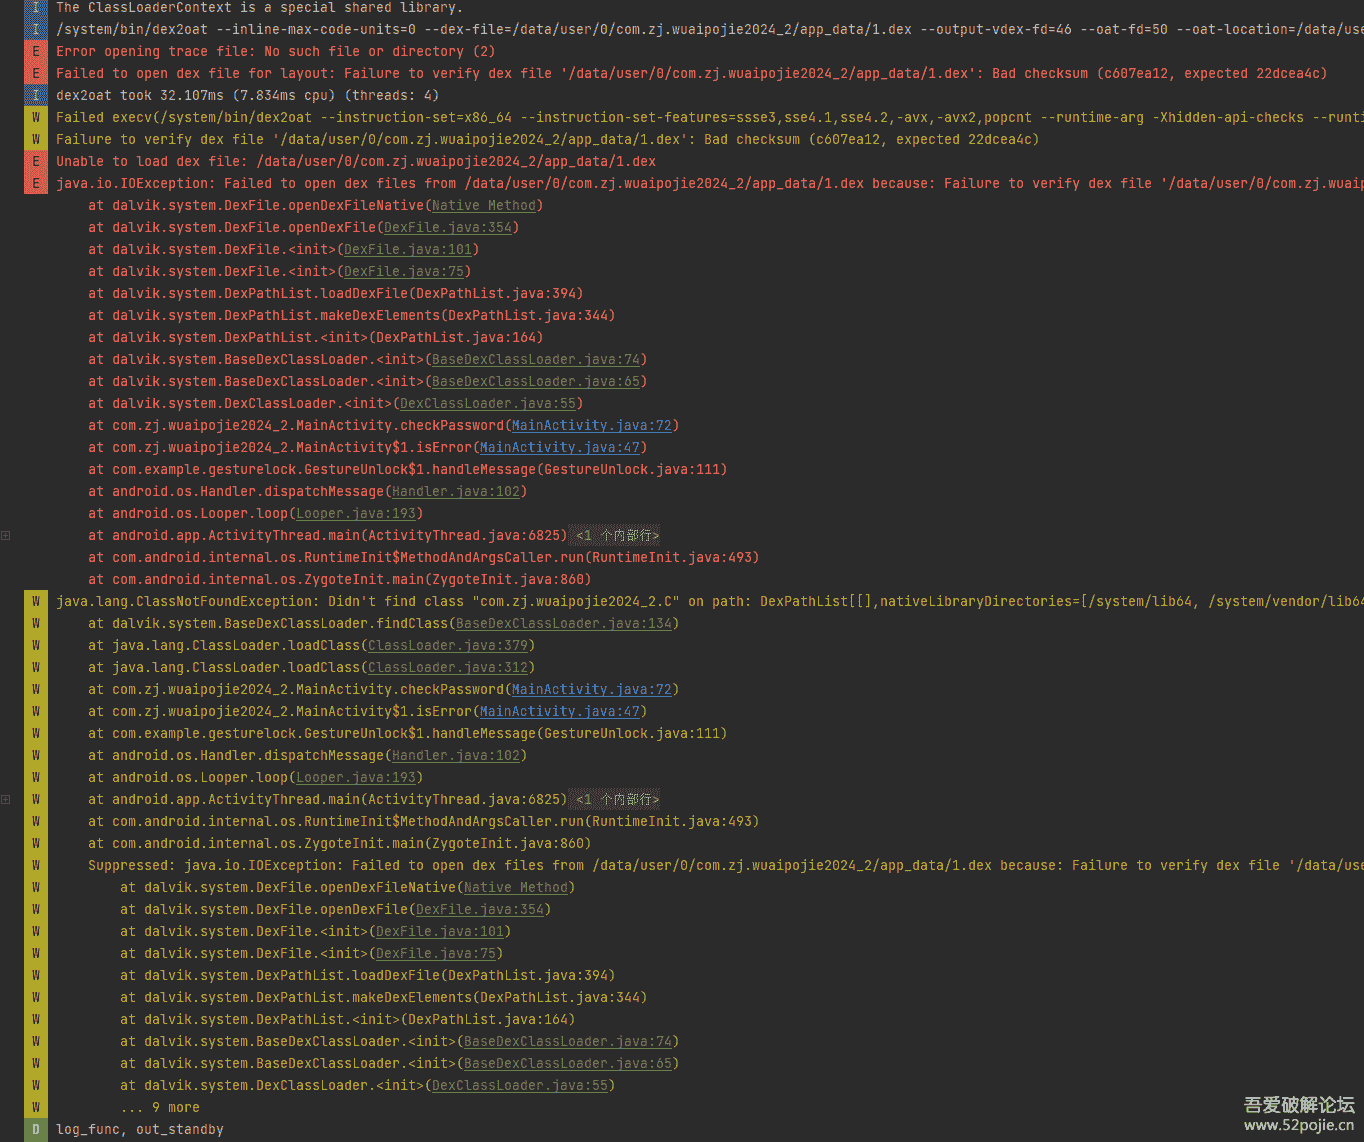 I The ClassLoaderContext is a special shared library.
I /system/bin/dex2oat --inline-max-code-units=0 --dex-file=/data/user/0/com.zj.wuaipojie2024_2/app_data/1.dex --output-vdex-fd=46 --oat-fd=50 --oat-location=/data/use
E Error opening trace file: No such file or directory (2)
E Failed to open dex file for layout: Failure to verify dex file '/data/user/0/com.zj.wuaipojie2024_2/app_data/1.dex': Bad checksum (c607ea12, expected 22dcea4c)
I dex2oat took 32.107ms (7.834ms cpu) (threads: 4)
W Failed execv(/system/bin/dex2oat --instruction-set=x86_64 --instruction-set-features=ssse3,sse4.1,sse4.2,-avx,-avx2,popcnt --runtime-arg -Xhidden-api-checks --runti
W Failure to verify dex file '/data/user/0/com.zj.wuaipojie2024_2/app_data/1.dex': Bad checksum (c607ea12, expected 22dcea4c)
E Unable to load dex file: /data/user/0/com.zj.wuaipojie2024_2/app_data/1.dex
E java.io.IOException: Failed to open dex files from /data/user/0/com.zj.wuaipojie2024_2/app_data/1.dex because: Failure to verify dex file '/data/user/0/com.zj.wuaip
at dalvik.system.DexFile.openDexFileNative(Native Method)
at dalvik.system.DexFile.openDexFile(DexFile.java:354)
at dalvik.system.DexFile.<init>(DexFile.java:101)
at dalvik.system.DexFile.<init>(DexFile.java:75)
at dalvik.system.DexPathList.loadDexFile(DexPathList.java:394)
at dalvik.system.DexPathList.makeDexElements(DexPathList.java:344)
at dalvik.system.DexPathList.<init>(DexPathList.java:164)
at dalvik.system.BaseDexClassLoader.<init>(BaseDexClassLoader.java:74)
at dalvik.system.BaseDexClassLoader.<init>(BaseDexClassLoader.java:65)
at dalvik.system.DexClassLoader.<init>(DexClassLoader.java:55)
at com.zj.wuaipojie2024_2.MainActivity.checkPassword(MainActivity.java:72)
at com.zj.wuaipojie2024_2.MainActivity$1.isError(MainActivity.java:47)
at com.example.gesturelock.GestureUnlock$1.handleMessage(GestureUnlock.java:111)
at android.os.Handler.dispatchMessage(Handler.java:102)
at android.os.Looper.loop(Looper.java:193)
at android.app.ActivityThread.main(ActivityThread.java:6825) <1 个内部行>
at com.android.internal.os.RuntimeInit$MethodAndArgsCaller.run(RuntimeInit.java:493)
at com.android.internal.os.ZygoteInit.main(ZygoteInit.java:860)
W java.lang.ClassNotFoundException: Didn't find class "com.zj.wuaipojie2024_2.C" on path: DexPathList[[],nativeLibraryDirectories=[/system/lib64, /system/vendor/lib64
W at dalvik.system.BaseDexClassLoader.findClass(BaseDexClassLoader.java:134)
W at java.lang.ClassLoader.loadClass(ClassLoader.java:379)
W at java.lang.ClassLoader.loadClass(ClassLoader.java:312)
W at com.zj.wuaipojie2024_2.MainActivity.checkPassword(MainActivity.java:72)
W at com.zj.wuaipojie2024_2.MainActivity$1.isError(MainActivity.java:47)
W at com.example.gesturelock.GestureUnlock$1.handleMessage(GestureUnlock.java:111)
W at android.os.Handler.dispatchMessage(Handler.java:102)
W at android.os.Looper.loop(Looper.java:193)
W at android.app.ActivityThread.main(ActivityThread.java:6825) <1 个内部行>
W at com.android.internal.os.RuntimeInit$MethodAndArgsCaller.run(RuntimeInit.java:493)
W at com.android.internal.os.ZygoteInit.main(ZygoteInit.java:860)
W Suppressed: java.io.IOException: Failed to open dex files from /data/user/0/com.zj.wuaipojie2024_2/app_data/1.dex because: Failure to verify dex file '/data/use
W at dalvik.system.DexFile.openDexFileNative(Native Method)
W at dalvik.system.DexFile.openDexFile(DexFile.java:354)
W at dalvik.system.DexFile.<init>(DexFile.java:101)
W at dalvik.system.DexFile.<init>(DexFile.java:75)
W at dalvik.system.DexPathList.loadDexFile(DexPathList.java:394)
W at dalvik.system.DexPathList.makeDexElements(DexPathList.java:344)
W at dalvik.system.DexPathList.<init>(DexPathList.java:164)
W at dalvik.system.BaseDexClassLoader.<init>(BaseDexClassLoader.java:74)
W at dalvik.system.BaseDexClassLoader.<init>(BaseDexClassLoader.java:65)
W at dalvik.system.DexClassLoader.<init>(DexClassLoader.java:55)
W ... 9 more
D log_func, out_standby
吾爱破解论坛
www.52pojie.cn